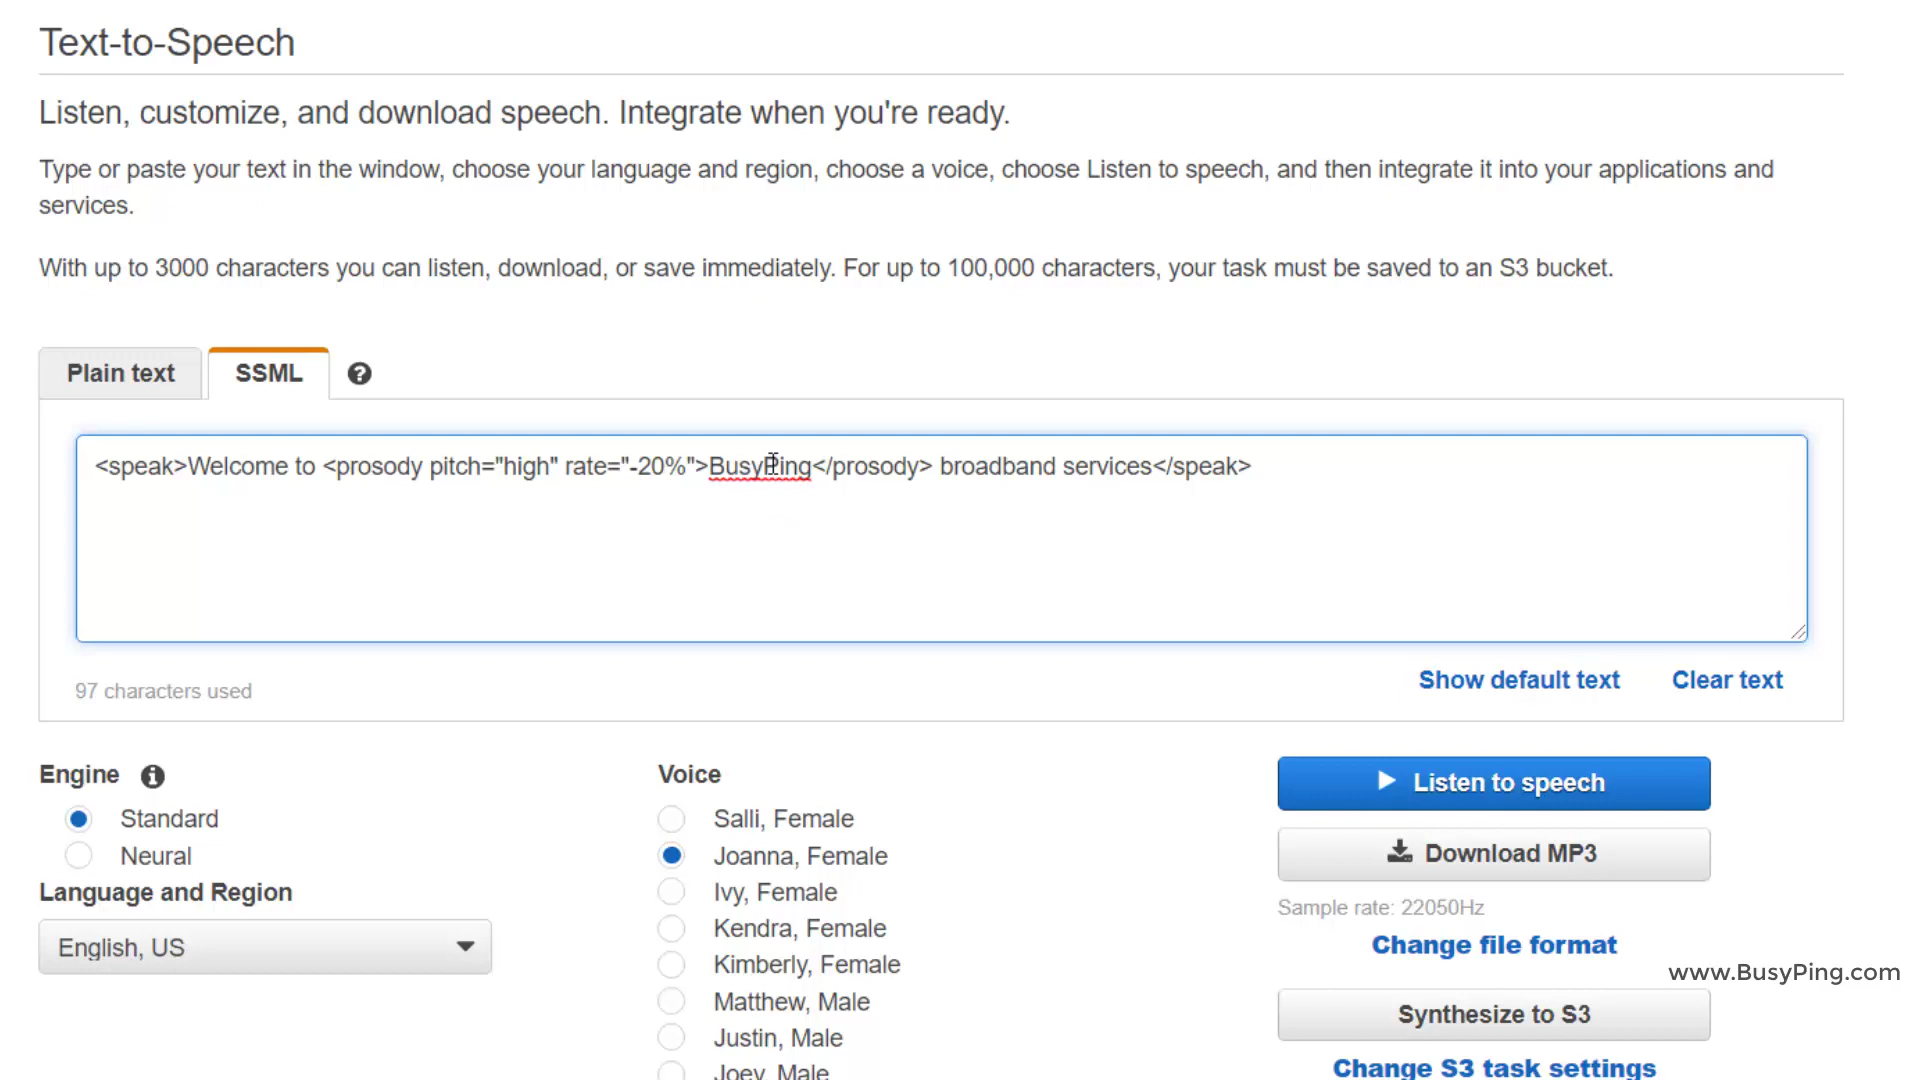 Text-to-Speech
Listen, customize, and download speech. Integrate when you're ready.
Type or paste your text in the window, choose your language and region, choose a voice, choose Listen to speech, and then integrate it into your applications and
services.
With up to 3000 characters you can listen, download, or save immediately. For up to 100,000 characters, your task must be saved to an S3 bucket.
Plain text
SSML
<speak>Welcome to <prosody pitch="high" rate="-20%">BusyPing</prosody> broadband services</speak>
97 characters used
Show default text
Clear text
Engine
Standard
Neural
Language and Region
English, US
Voice
Salli, Female
Joanna, Female
Ivy, Female
Kendra, Female
Kimberly, Female
Matthew, Male
Justin, Male
Joey, Male
Listen to speech
Download MP3
Sample rate: 22050Hz
Change file format
www.BusyPing.com
Synthesize to S3
Change S3 task settings